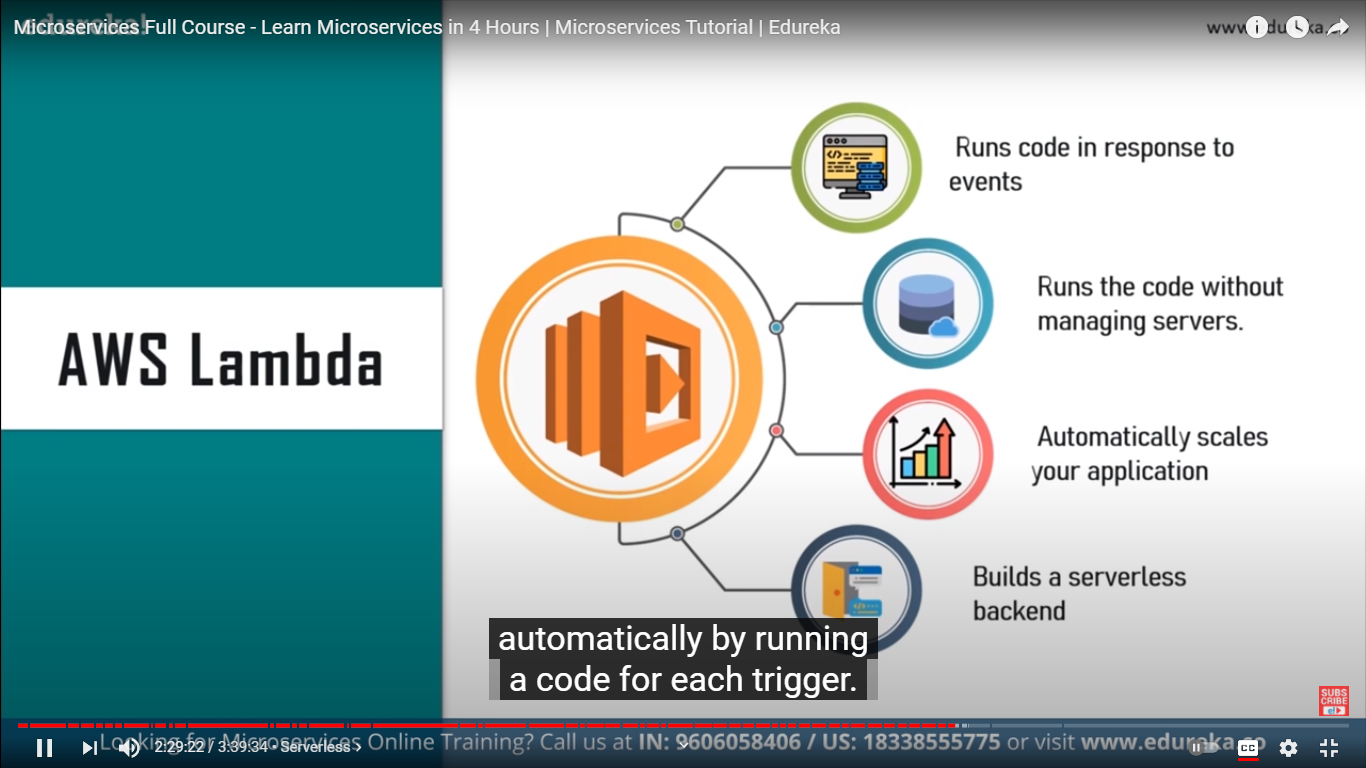 Microservices Full Course - Learn Microservices in 4 Hours | Microservices Tutorial | Edureka
AWS Lambda
Runs code in response to
events
Runs the code without
managing servers.
Automatically scales
your application
Builds a serverless
backend
automatically by running
a code for each trigger.
SUBS
CRIBE
Looking for Microservices Online Training? Call us at IN: 9606058406 / US: 18338555775 or visit www.edureka.co
2:29:22 / 3:39:34 • Serverless ›